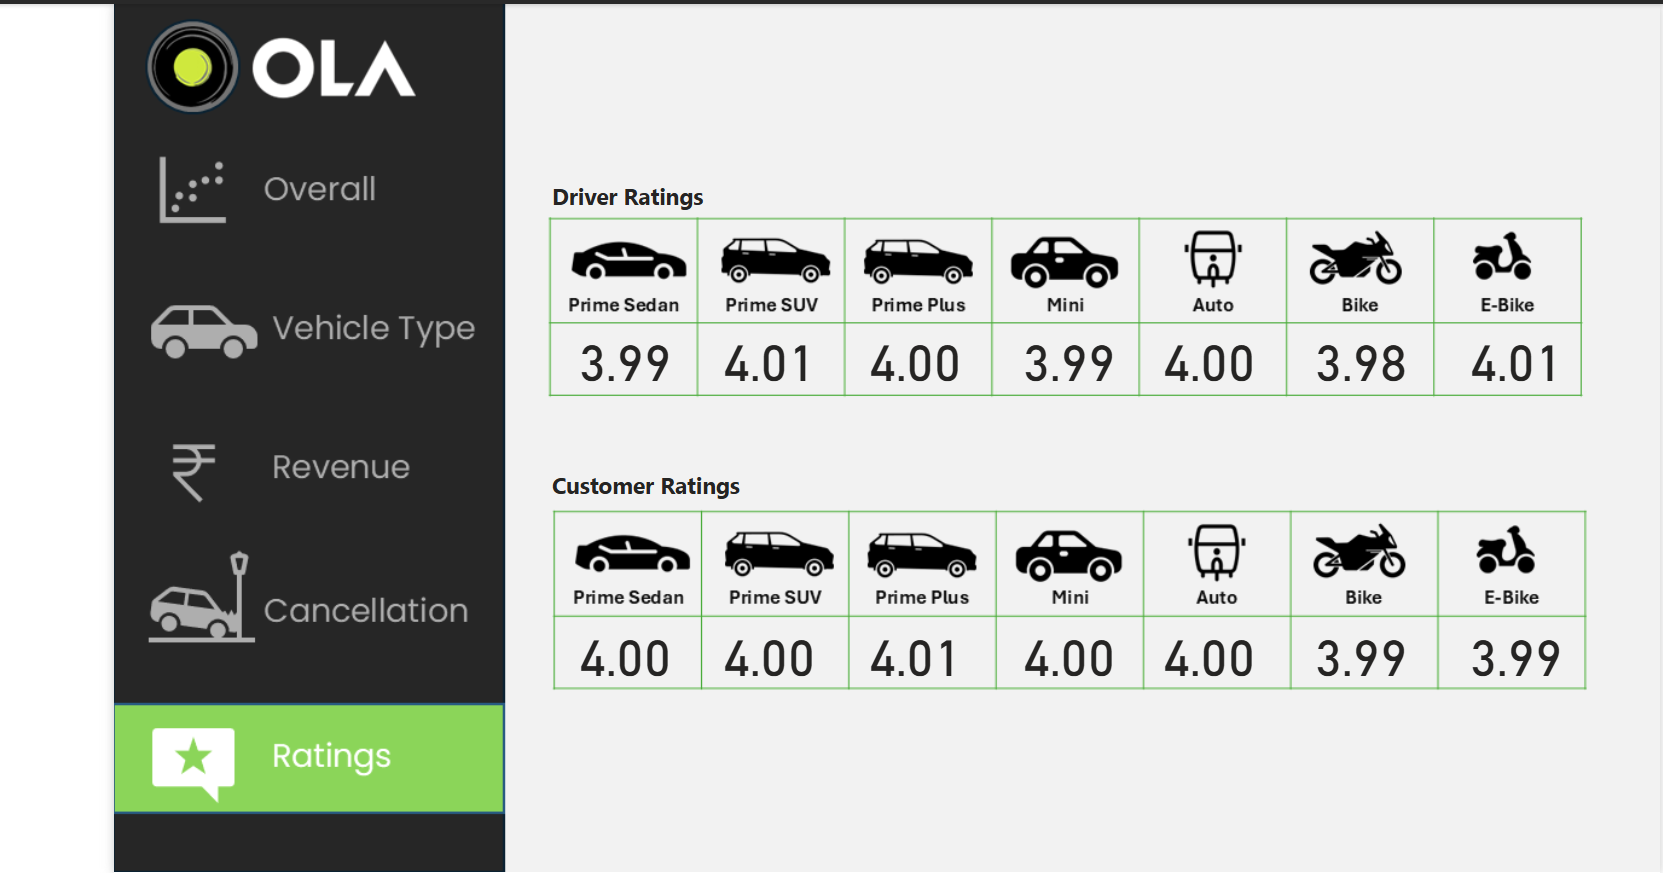 OLA
Overall
Vehicle Type
Revenue
Cancellation
Ratings
Driver Ratings
Prime Sedan Prime SUV Prime Plus Mini Auto Bike E-Bike
3.99 4.01 4.00 3.99 4.00 3.98 4.01
Customer Ratings
Prime Sedan Prime SUV Prime Plus Mini Auto Bike E-Bike
4.00 4.00 4.01 4.00 4.00 3.99 3.99